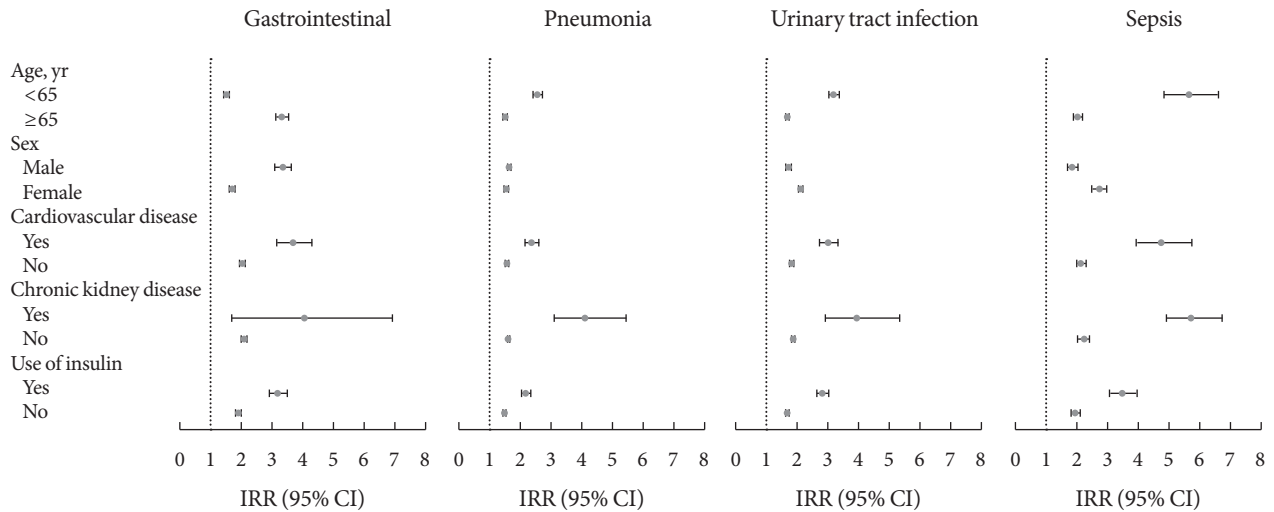 Gastrointestinal Pneumonia Urinary tract infection Sepsis
Age, yr
<65
≥65
Sex
Male
Female
Cardiovascular disease
Yes
No
Chronic kidney disease
Yes
No
Use of insulin
Yes
No
0 1 2 3 4 5 6 7 8 0 1 2 3 4 5 6 7 8 0 1 2 3 4 5 6 7 8 0 1 2 3 4 5 6 7 8
IRR (95% CI) IRR (95% CI) IRR (95% CI) IRR (95% CI)